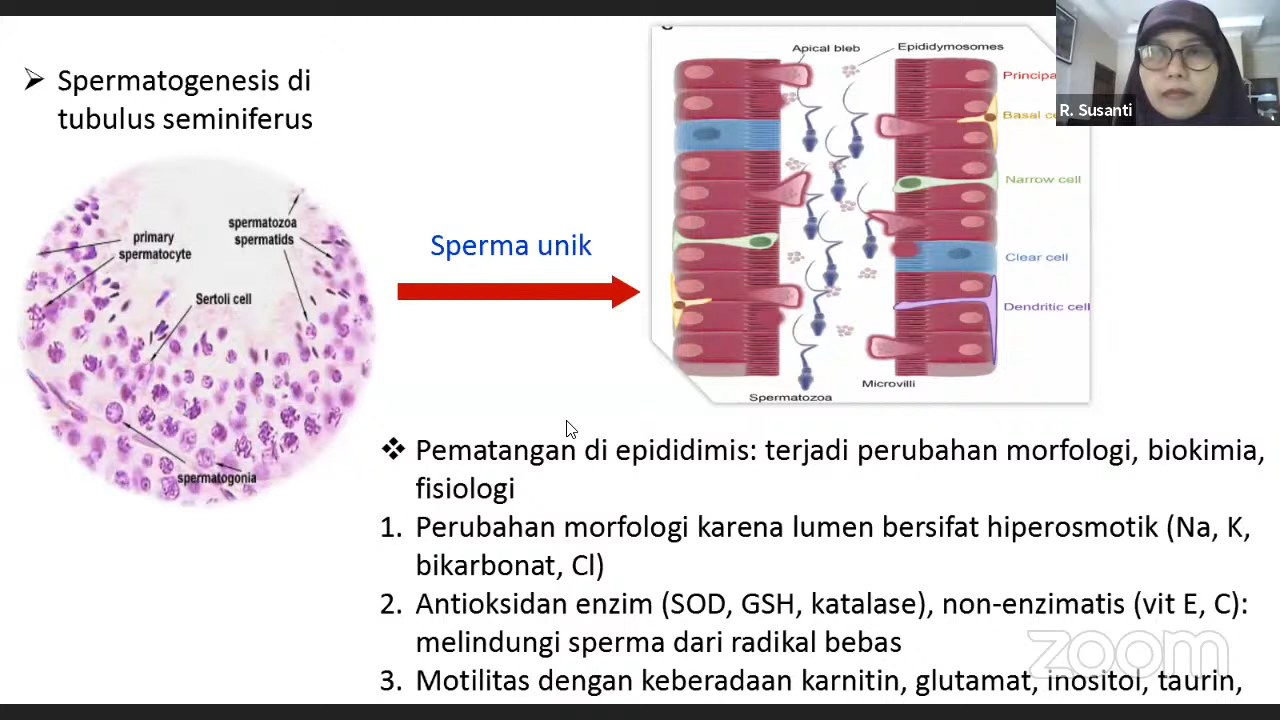 ➢ Spermatogenesis di
tubulus seminiferus
primary
spermatocyte
spermatozoa
spermatids
Sertoli cell
spermatogonia
Sperma unik
Apical bleb
Epididymosomes
Basal
Narrow cell
Clear cell
Dendritic cell
Microvilli
Spermatozoa
R. Susanti
❖ Pematangan di epididimis: terjadi perubahan morfologi, biokimia,
fisiologi
1. Perubahan morfologi karena lumen bersifat hiperosmotik (Na, K,
bikarbonat, Cl)
2. Antioksidan enzim (SOD, GSH, katalase), non-enzimatis (vit E, C):
melindungi sperma dari radikal bebas
3. Motilitas dengan keberadaan karnitin, glutamat, inositol, taurin,
zoom